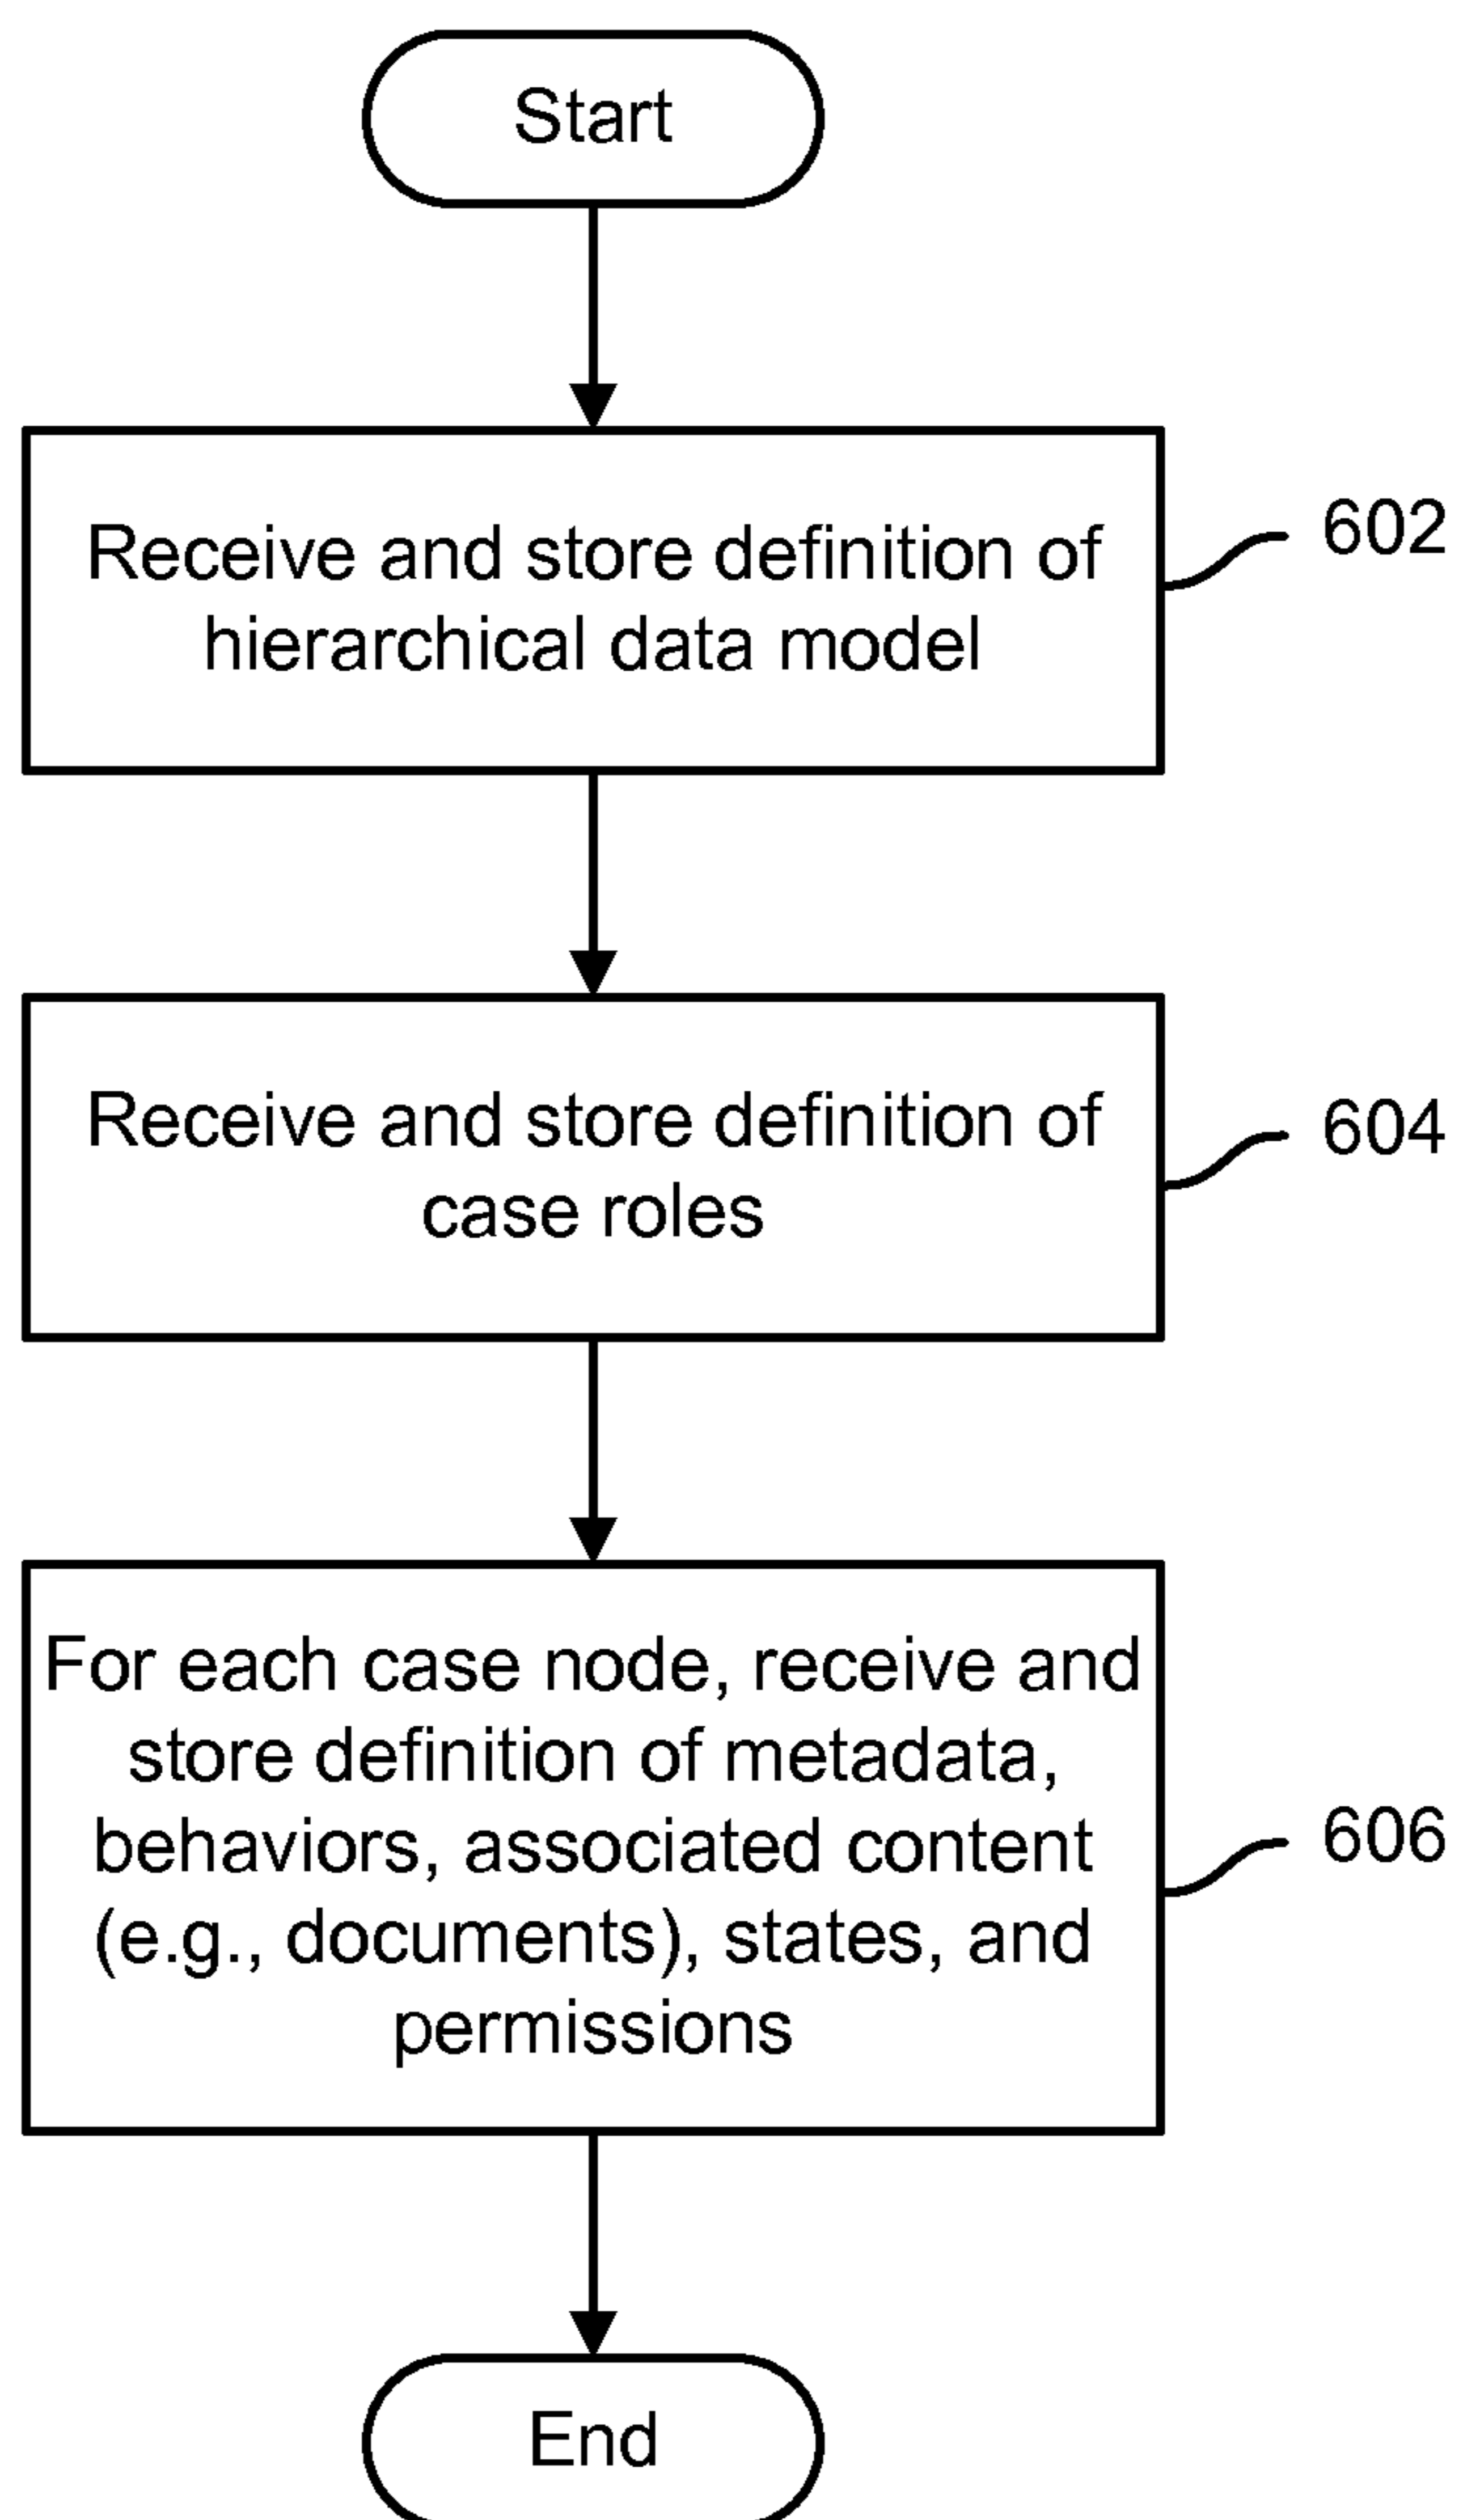 Start
Receive and store definition of
hierarchical data model
602
Receive and store definition of
case roles
604
For each case node, receive and
store definition of metadata,
behaviors, associated content
(e.g., documents), states, and
permissions
606
End